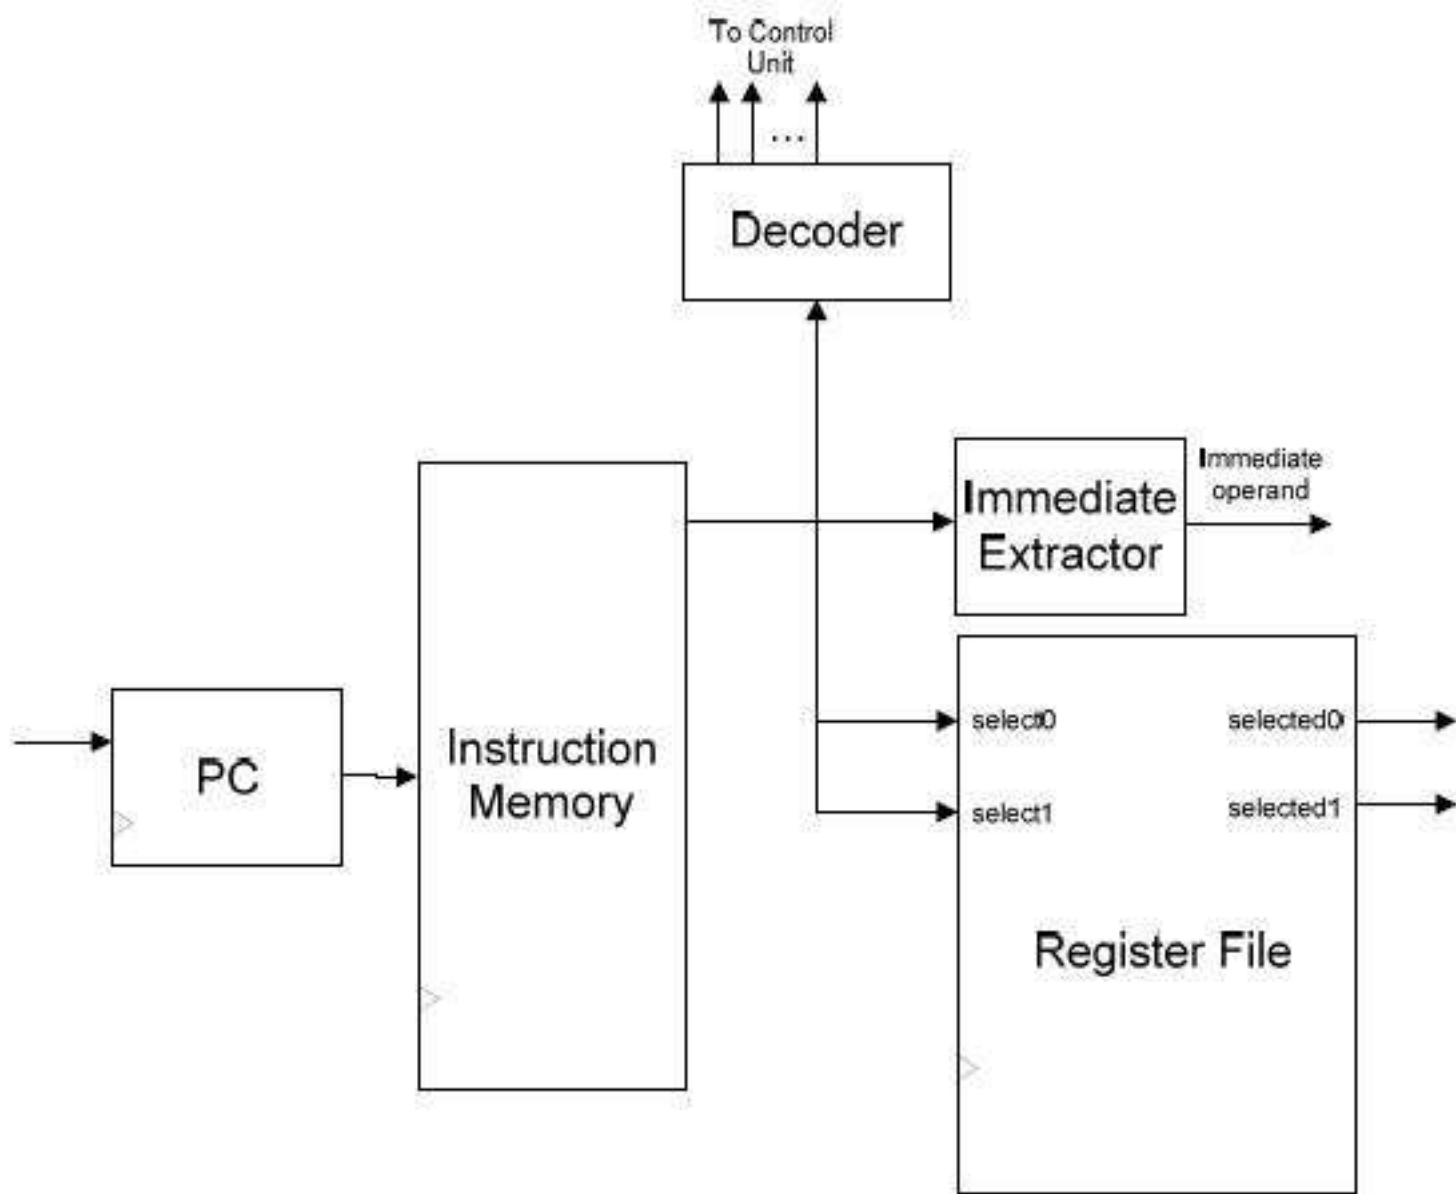 To Control
Unit
...
Decoder
Immediate
Extractor
Immediate
operand
PC
Instruction
Memory
select0
selected0
select1
selected1
Register File